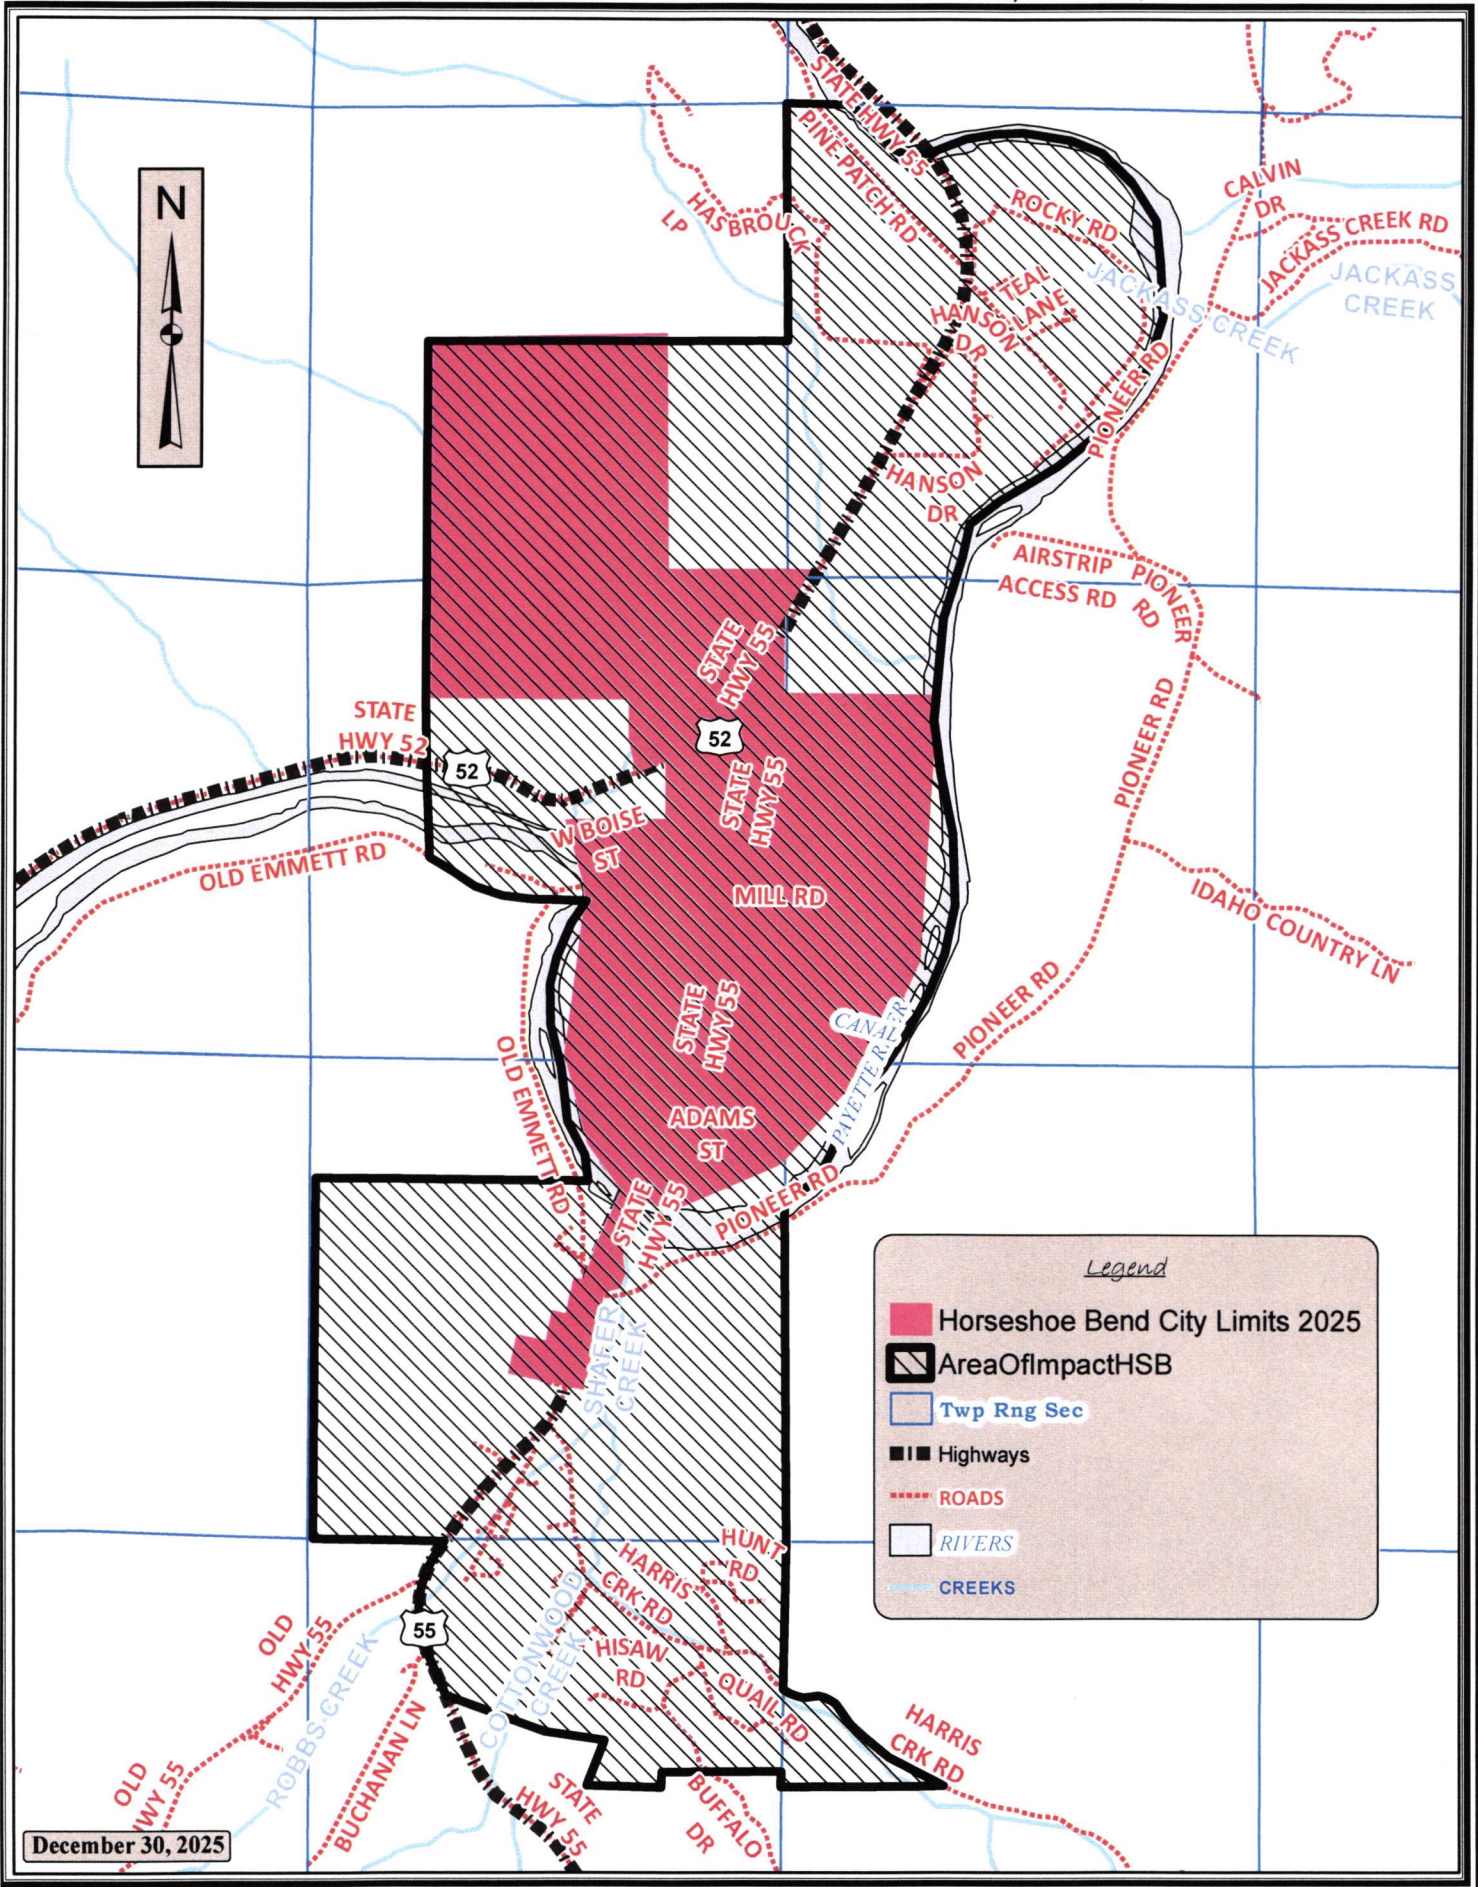 STATE HWY 55
PINE PATCH RD
N
HASBROUCK
LP
ROCKY RD
CALVIN
DR
JACKASS CREEK RD
JACKASS
CREEK
JACKASS CREEK
TEAL
LANE
HANSON
DR
PIONEER RD
HANSON
DR
AIRSTRIP
ACCESS RD
PIONEER
RD
STATE
HWY 55
STATE
HWY 52
52
52
STATE
HWY 55
PIONEER RD
W BOISE
ST
OLD EMMETT RD
MILL RD
IDAHO COUNTRY LN
STATE
HWY 55
CANAL
PAYETTE R
PIONEER RD
OLD EMMETT RD
ADAMS
ST
STATE
HWY 55
PIONEER RD
SHAFER
CREEK
Legend
Horseshoe Bend City Limits 2025
AreaOfImpactHSB
Twp Rng Sec
Highways
ROADS
RIVERS
CREEKS
HUNT
RD
HARRIS
CRK RD
55
OLD
HWY 55
ROBBS CREEK
COTTONWOOD
CREEK
HISAW
RD
QUAIL RD
HARRIS
CRK RD
BUCHANAN LN
OLD
HWY 55
STATE
HWY 55
BUFFALO
DR
December 30, 2025